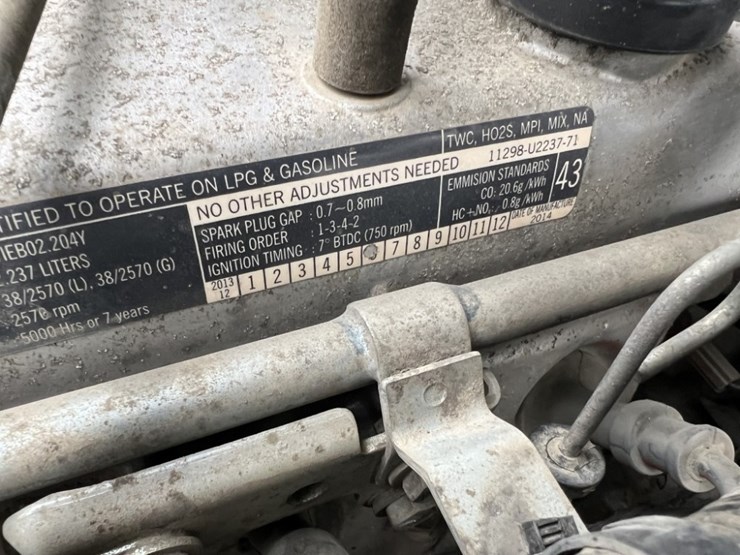 TIFIED TO OPERATE ON LPG & GASOLINE
TWC, HO2S, MPI, MIX, NA
NO OTHER ADJUSTMENTS NEEDED
11298-U2237-71
IEB02.204Y
.237 LITERS
38/2570 (L), 38/2570 (G)
2570 rpm
5000 Hrs or 7 years
SPARK PLUG GAP : 0.7~0.8mm
FIRING ORDER : 1-3-4-2
IGNITION TIMING : 7° BTDC (750 rpm)
EMMISION STANDARDS
CO: 20.6g/kWh
HC+NO : 0.8g/kWh
43
2013
12
1 2 3 4 5 7 8 9 10 11 12
DATE OF MANUFACTURE
2014